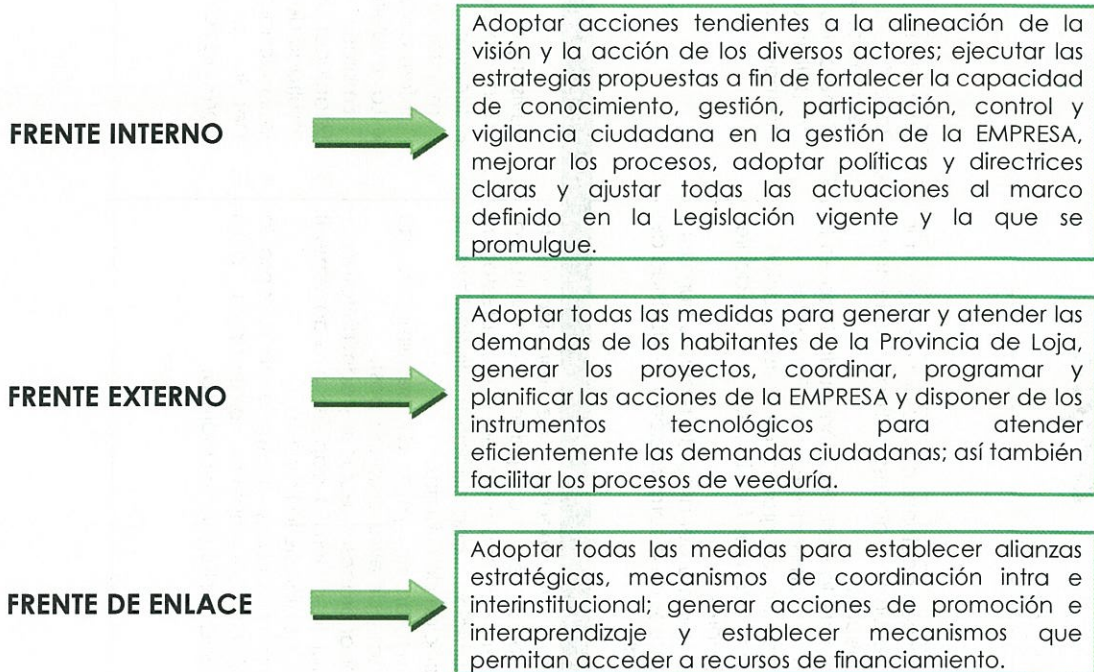 FRENTE INTERNO
Adoptar acciones tendientes a la alineación de la
visión y la acción de los diversos actores; ejecutar las
estrategias propuestas a fin de fortalecer la capacidad
de conocimiento, gestión, participación, control y
vigilancia ciudadana en la gestión de la EMPRESA,
mejorar los procesos, adoptar políticas y directrices
claras y ajustar todas las actuaciones al marco
definido en la Legislación vigente y la que se
promulgue.
FRENTE EXTERNO
Adoptar todas las medidas para generar y atender las
demandas de los habitantes de la Provincia de Loja,
generar los proyectos, coordinar, programar y
planificar las acciones de la EMPRESA y disponer de los
instrumentos tecnológicos para atender
eficientemente las demandas ciudadanas; así también
facilitar los procesos de veeduría.
FRENTE DE ENLACE
Adoptar todas las medidas para establecer alianzas
estratégicas, mecanismos de coordinación intra e
interinstitucional; generar acciones de promoción e
interaprendizaje y establecer mecanismos que
permitan acceder a recursos de financiamiento.